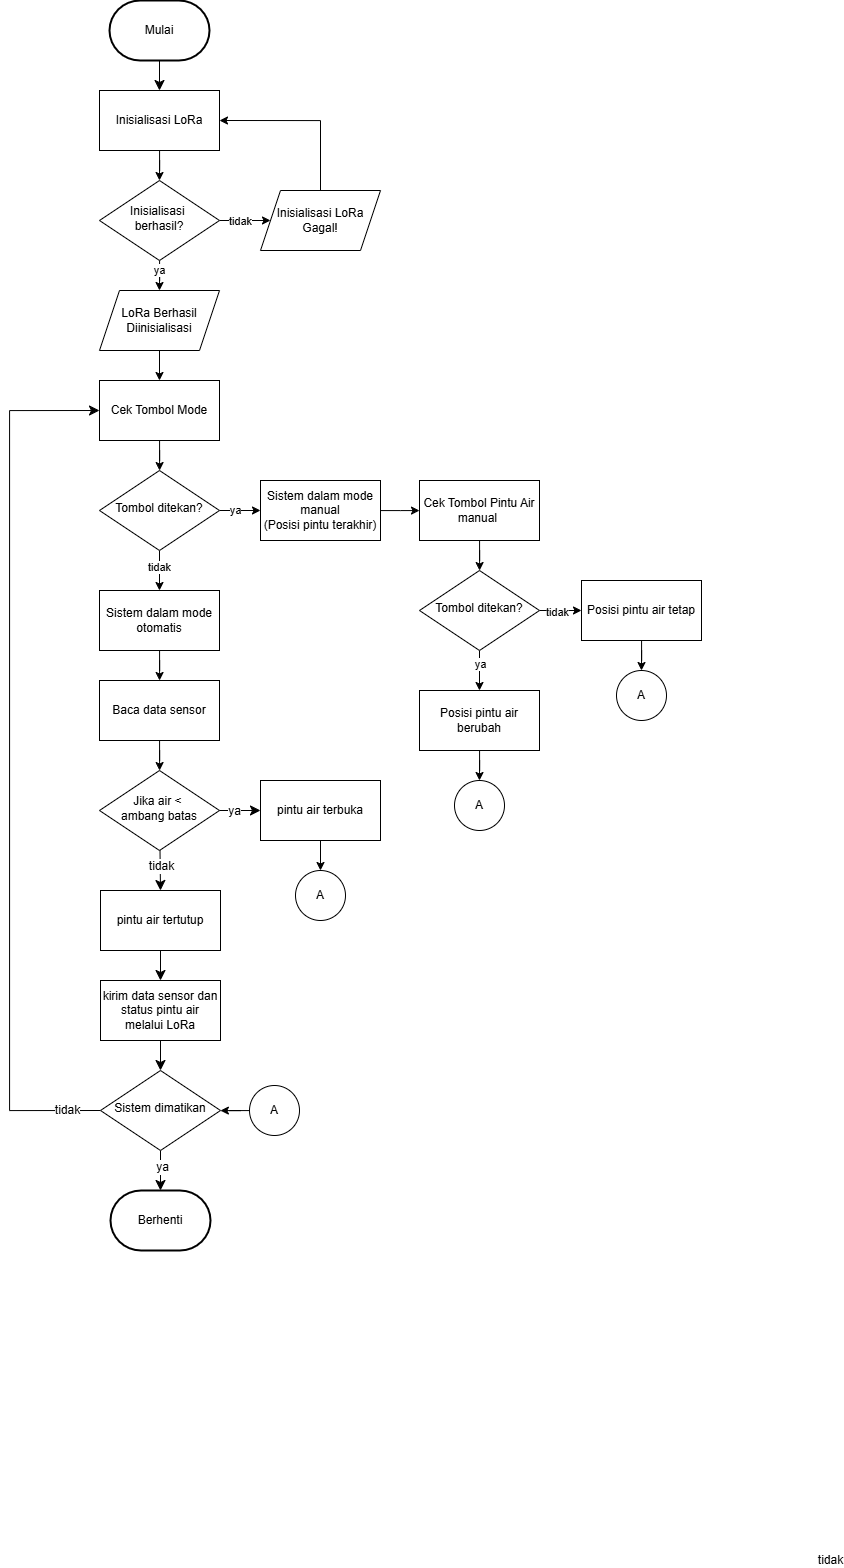 Mulai
Inisialisasi LoRa
Inisialisasi
berhasil?
tidak
Inisialisasi LoRa
Gagal!
ya
LoRa Berhasil
Diinisialisasi
Cek Tombol Mode
Tombol ditekan?
ya
Sistem dalam mode
manual
(Posisi pintu terakhir)
Cek Tombol Pintu Air
manual
tidak
Tombol ditekan?
tidak
Posisi pintu air tetap
Sistem dalam mode
otomatis
ya
A
Baca data sensor
Posisi pintu air
berubah
Jika air <
ambang batas
ya
pintu air terbuka
A
tidak
A
pintu air tertutup
kirim data sensor dan
status pintu air
melalui LoRa
tidak
Sistem dimatikan
A
ya
Berhenti
tidak